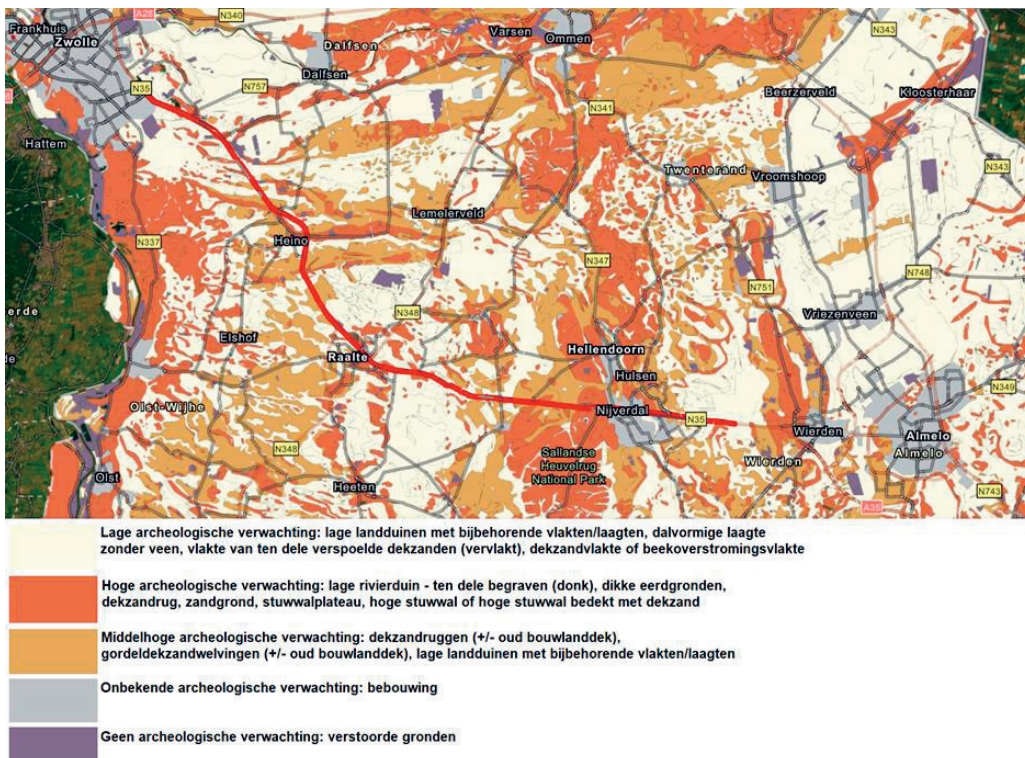 A28
N340
Frankhuis
Zwolle
Dalfsen
Varsen
Ommen
N343
N35
N757
Dalfsen
N341
Beerzerveld
Kloosterhaar
Hattem
Twenterand
Vroomshoop
N343
Lemelerveld
N337
Heino
N347
N751
N748
erde
N348
Vriezenveen
Elshof
Raalte
Hellendoorn
Hulsen
N349
Olst-Wijhe
Nijverdal
N35
Wierden
Almelo
Almelo
N348
Sallandse
Heuvelrug
National Park
Wierden
Olst
Heeten
N743
A35
Lage archeologische verwachting: lage landduinen met bijbehorende vlakten/laagten, dalvormige laagte
zonder veen, vlakte van ten dele verspoelde dekzanden (vervlakt), dekzandvlakte of beekoverstromingsvlakte
Hoge archeologische verwachting: lage rivierduin - ten dele begraven (donk), dikke eerdgronden,
dekzandrug, zandgrond, stuwwalplateau, hoge stuwwal of hoge stuwwal bedekt met dekzand
Middelhoge archeologische verwachting: dekzandruggen (+/- oud bouwlanddek),
gordeldekzandwelvingen (+/- oud bouwlanddek), lage landduinen met bijbehorende vlakten/laagten
Onbekende archeologische verwachting: bebouwing
Geen archeologische verwachting: verstoorde gronden